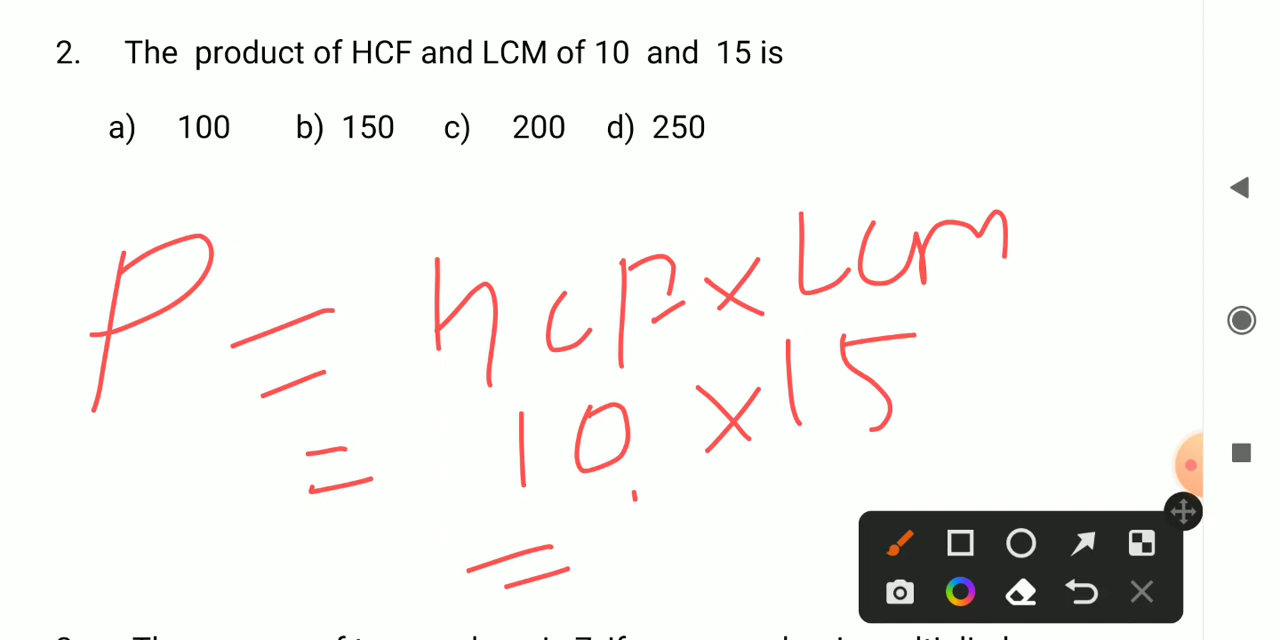 2. The product of HCF and LCM of 10 and 15 is
a) 100 b) 150 c) 200 d) 250
P = hcf x Lcm
= 10 x 15
=